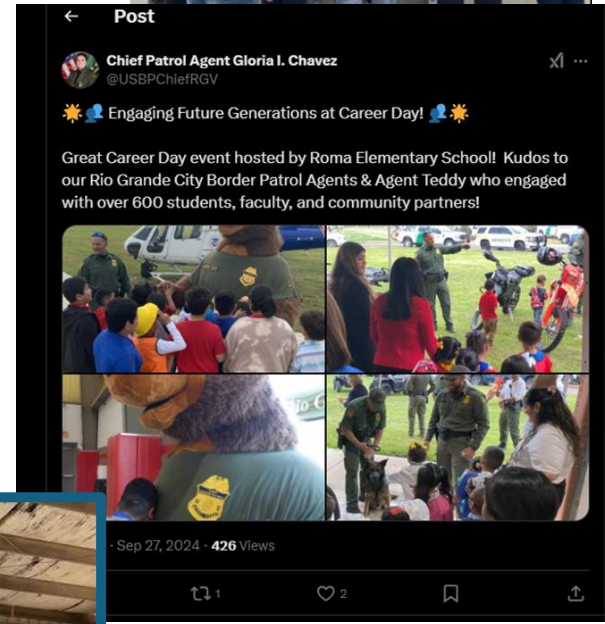 Post
Chief Patrol Agent Gloria I. Chavez
@USBPChiefRGV
Engaging Future Generations at Career Day!
Great Career Day event hosted by Roma Elementary School! Kudos to
our Rio Grande City Border Patrol Agents & Agent Teddy who engaged
with over 600 students, faculty, and community partners!
· Sep 27, 2024 · 426 Views
1
2